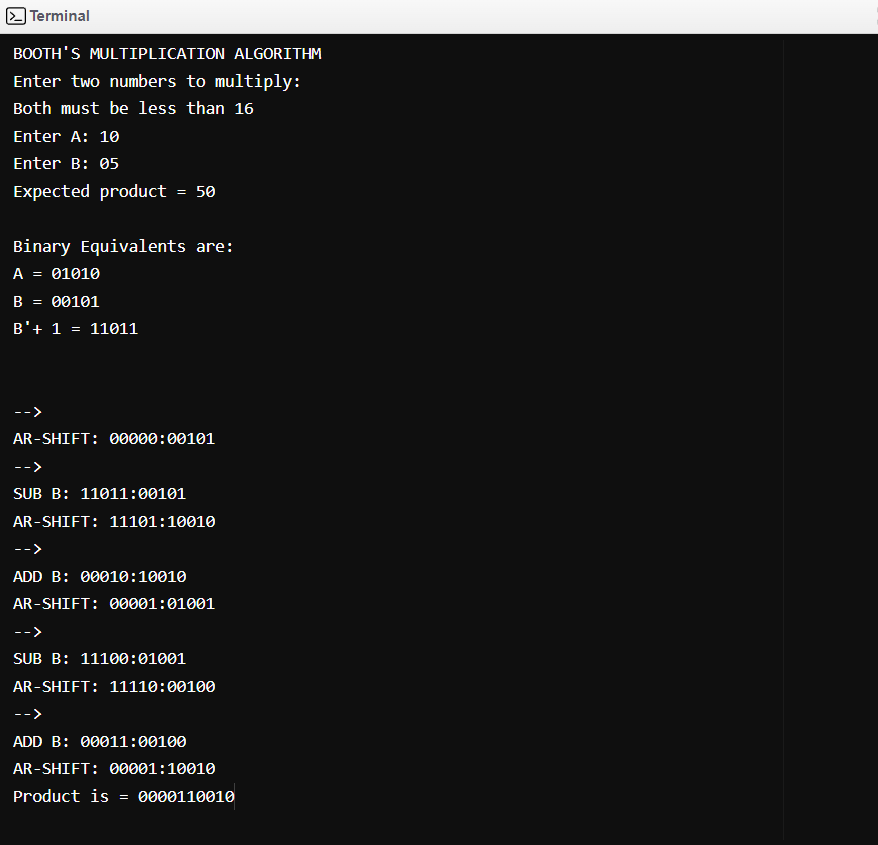 Terminal
BOOTH'S MULTIPLICATION ALGORITHM
Enter two numbers to multiply:
Both must be less than 16
Enter A: 10
Enter B: 05
Expected product = 50
Binary Equivalents are:
A = 01010
B = 00101
B'+ 1 = 11011
-->
AR-SHIFT: 00000:00101
-->
SUB B: 11011:00101
AR-SHIFT: 11101:10010
-->
ADD B: 00010:10010
AR-SHIFT: 00001:01001
-->
SUB B: 11100:01001
AR-SHIFT: 11110:00100
-->
ADD B: 00011:00100
AR-SHIFT: 00001:10010
Product is = 0000110010